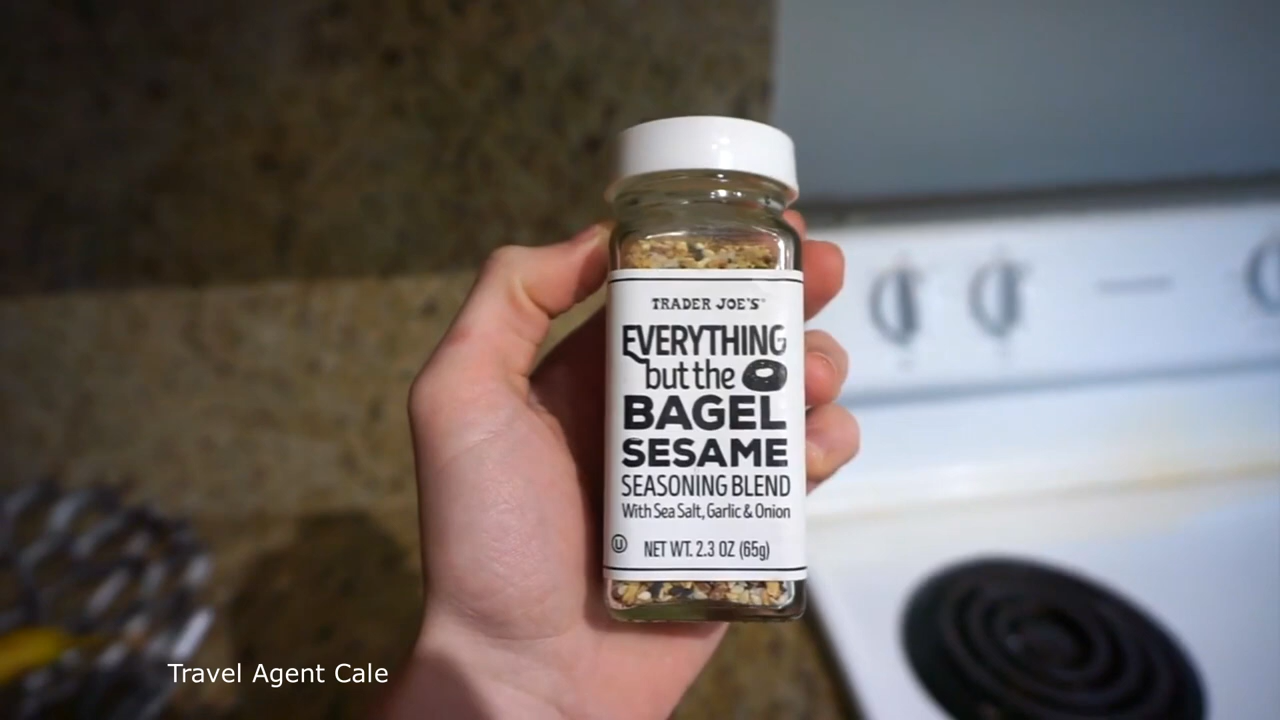 TRADER JOE'S™
EVERYTHING
but the
BAGEL
SESAME
SEASONING BLEND
With Sea Salt, Garlic & Onion
U NET WT. 2.3 OZ (65g)
Travel Agent Cale